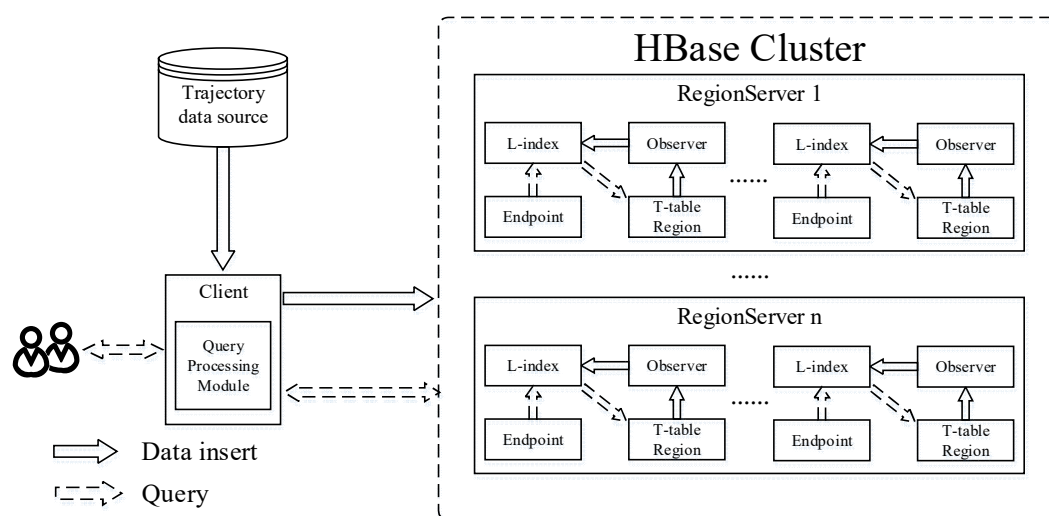 HBase Cluster
Trajectory
data source
RegionServer 1
L-index
Observer
L-index
Observer
......
Endpoint
T-table
Region
Endpoint
T-table
Region
......
Client
Query
Processing
Module
RegionServer n
L-index
Observer
L-index
Observer
......
Endpoint
T-table
Region
Endpoint
T-table
Region
Data insert
Query